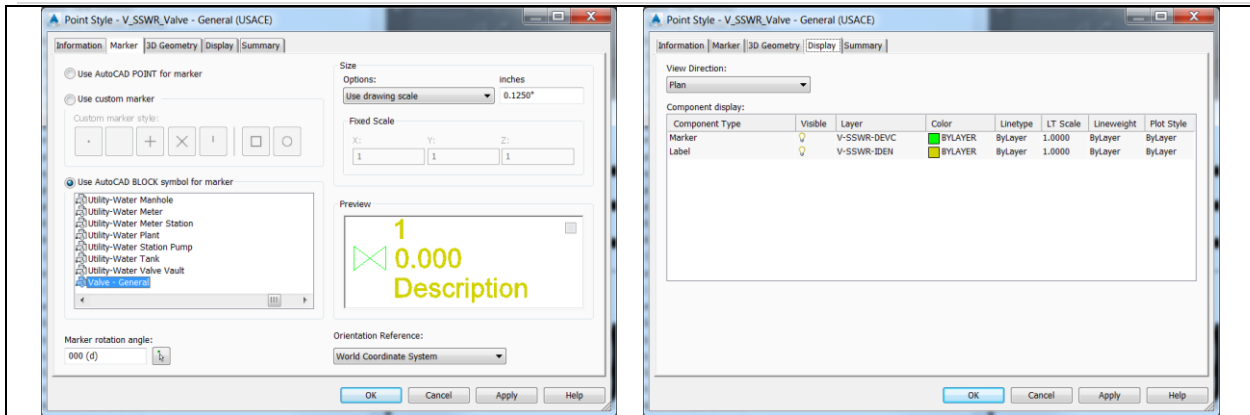 Point Style - V_SSWR_Valve - General (USACE)
Information Marker 3D Geometry Display Summary
Use AutoCAD POINT for marker
Use custom marker
Custom marker style:
Use AutoCAD BLOCK symbol for marker
Utility-Water Manhole
Utility-Water Meter
Utility-Water Meter Station
Utility-Water Plant
Utility-Water Station Pump
Utility-Water Tank
Utility-Water Valve Vault
Valve - General
Marker rotation angle:
000 (d)
Size
Options: inches
Use drawing scale 0.1250"
Fixed Scale
X: Y: Z:
1 1 1
Preview
1
0.000
Description
Orientation Reference:
World Coordinate System
OK Cancel Apply Help
Point Style - V_SSWR_Valve - General (USACE)
Information Marker 3D Geometry Display Summary
View Direction:
Plan
Component display:
Component Type Visible Layer Color Linetype LT Scale Lineweight Plot Style
Marker V-SSWR-DEVC BYLAYER ByLayer 1.0000 ByLayer ByLayer
Label V-SSWR-IDEN BYLAYER ByLayer 1.0000 ByLayer ByLayer
OK Cancel Apply Help